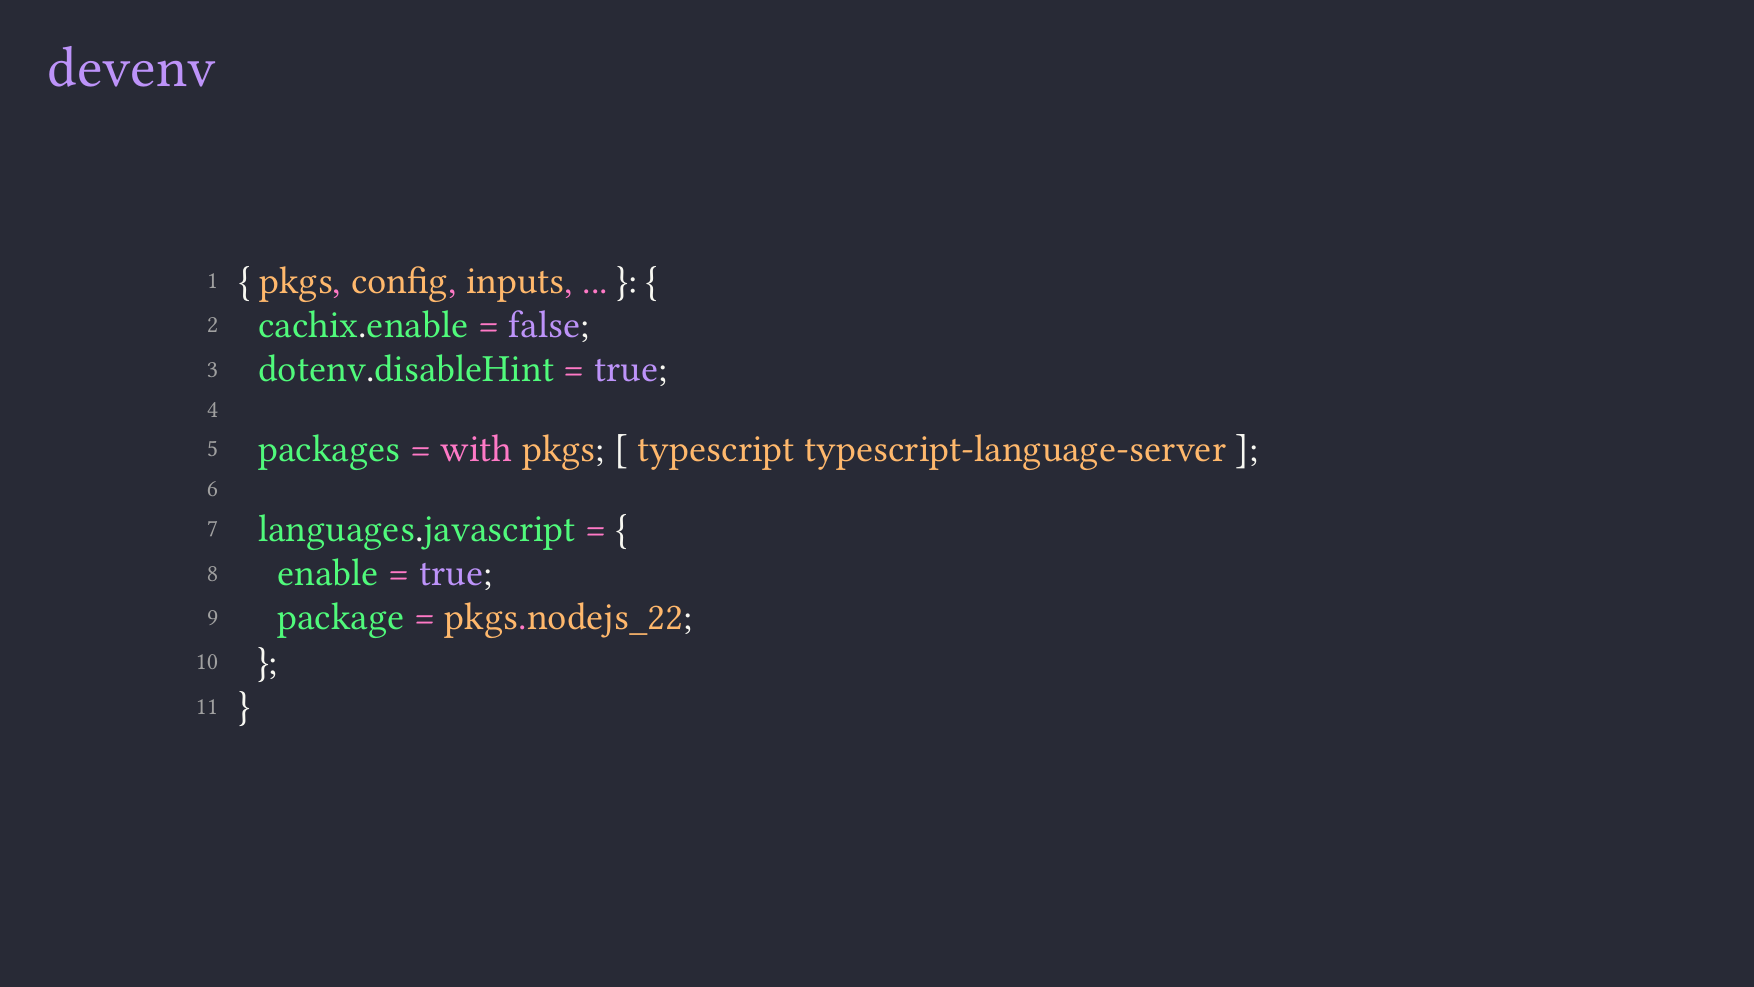 devenv
1 { pkgs, config, inputs, ... }: {
2 cachix.enable = false;
3 dotenv.disableHint = true;
4
5 packages = with pkgs; [ typescript typescript-language-server ];
6
7 languages.javascript = {
8 enable = true;
9 package = pkgs.nodejs_22;
10 };
11 }